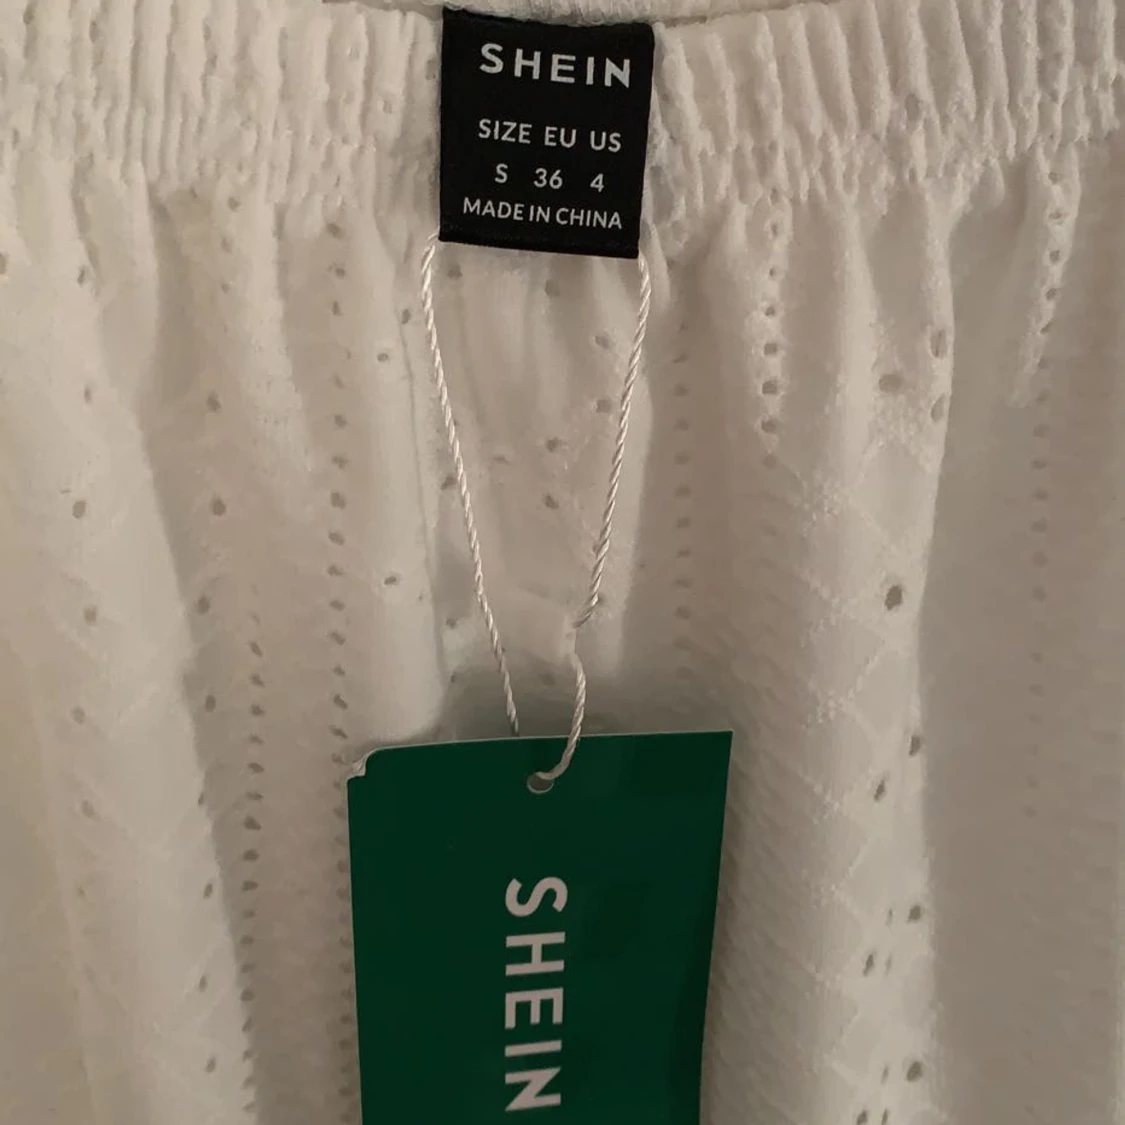 SHEIN
SIZE EU US
S 36 4
MADE IN CHINA
SHEIN